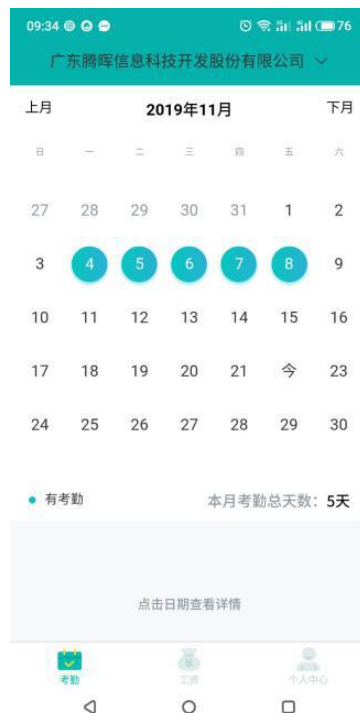 09:34 76
广东腾晖信息科技开发股份有限公司
上月 2019年11月 下月
日 一 二 三 四 五 六
27 28 29 30 31 1 2
3 4 5 6 7 8 9
10 11 12 13 14 15 16
17 18 19 20 21 今 23
24 25 26 27 28 29 30
有考勤 本月考勤总天数：5天
点击日期查看详情
考勤 工资 个人中心